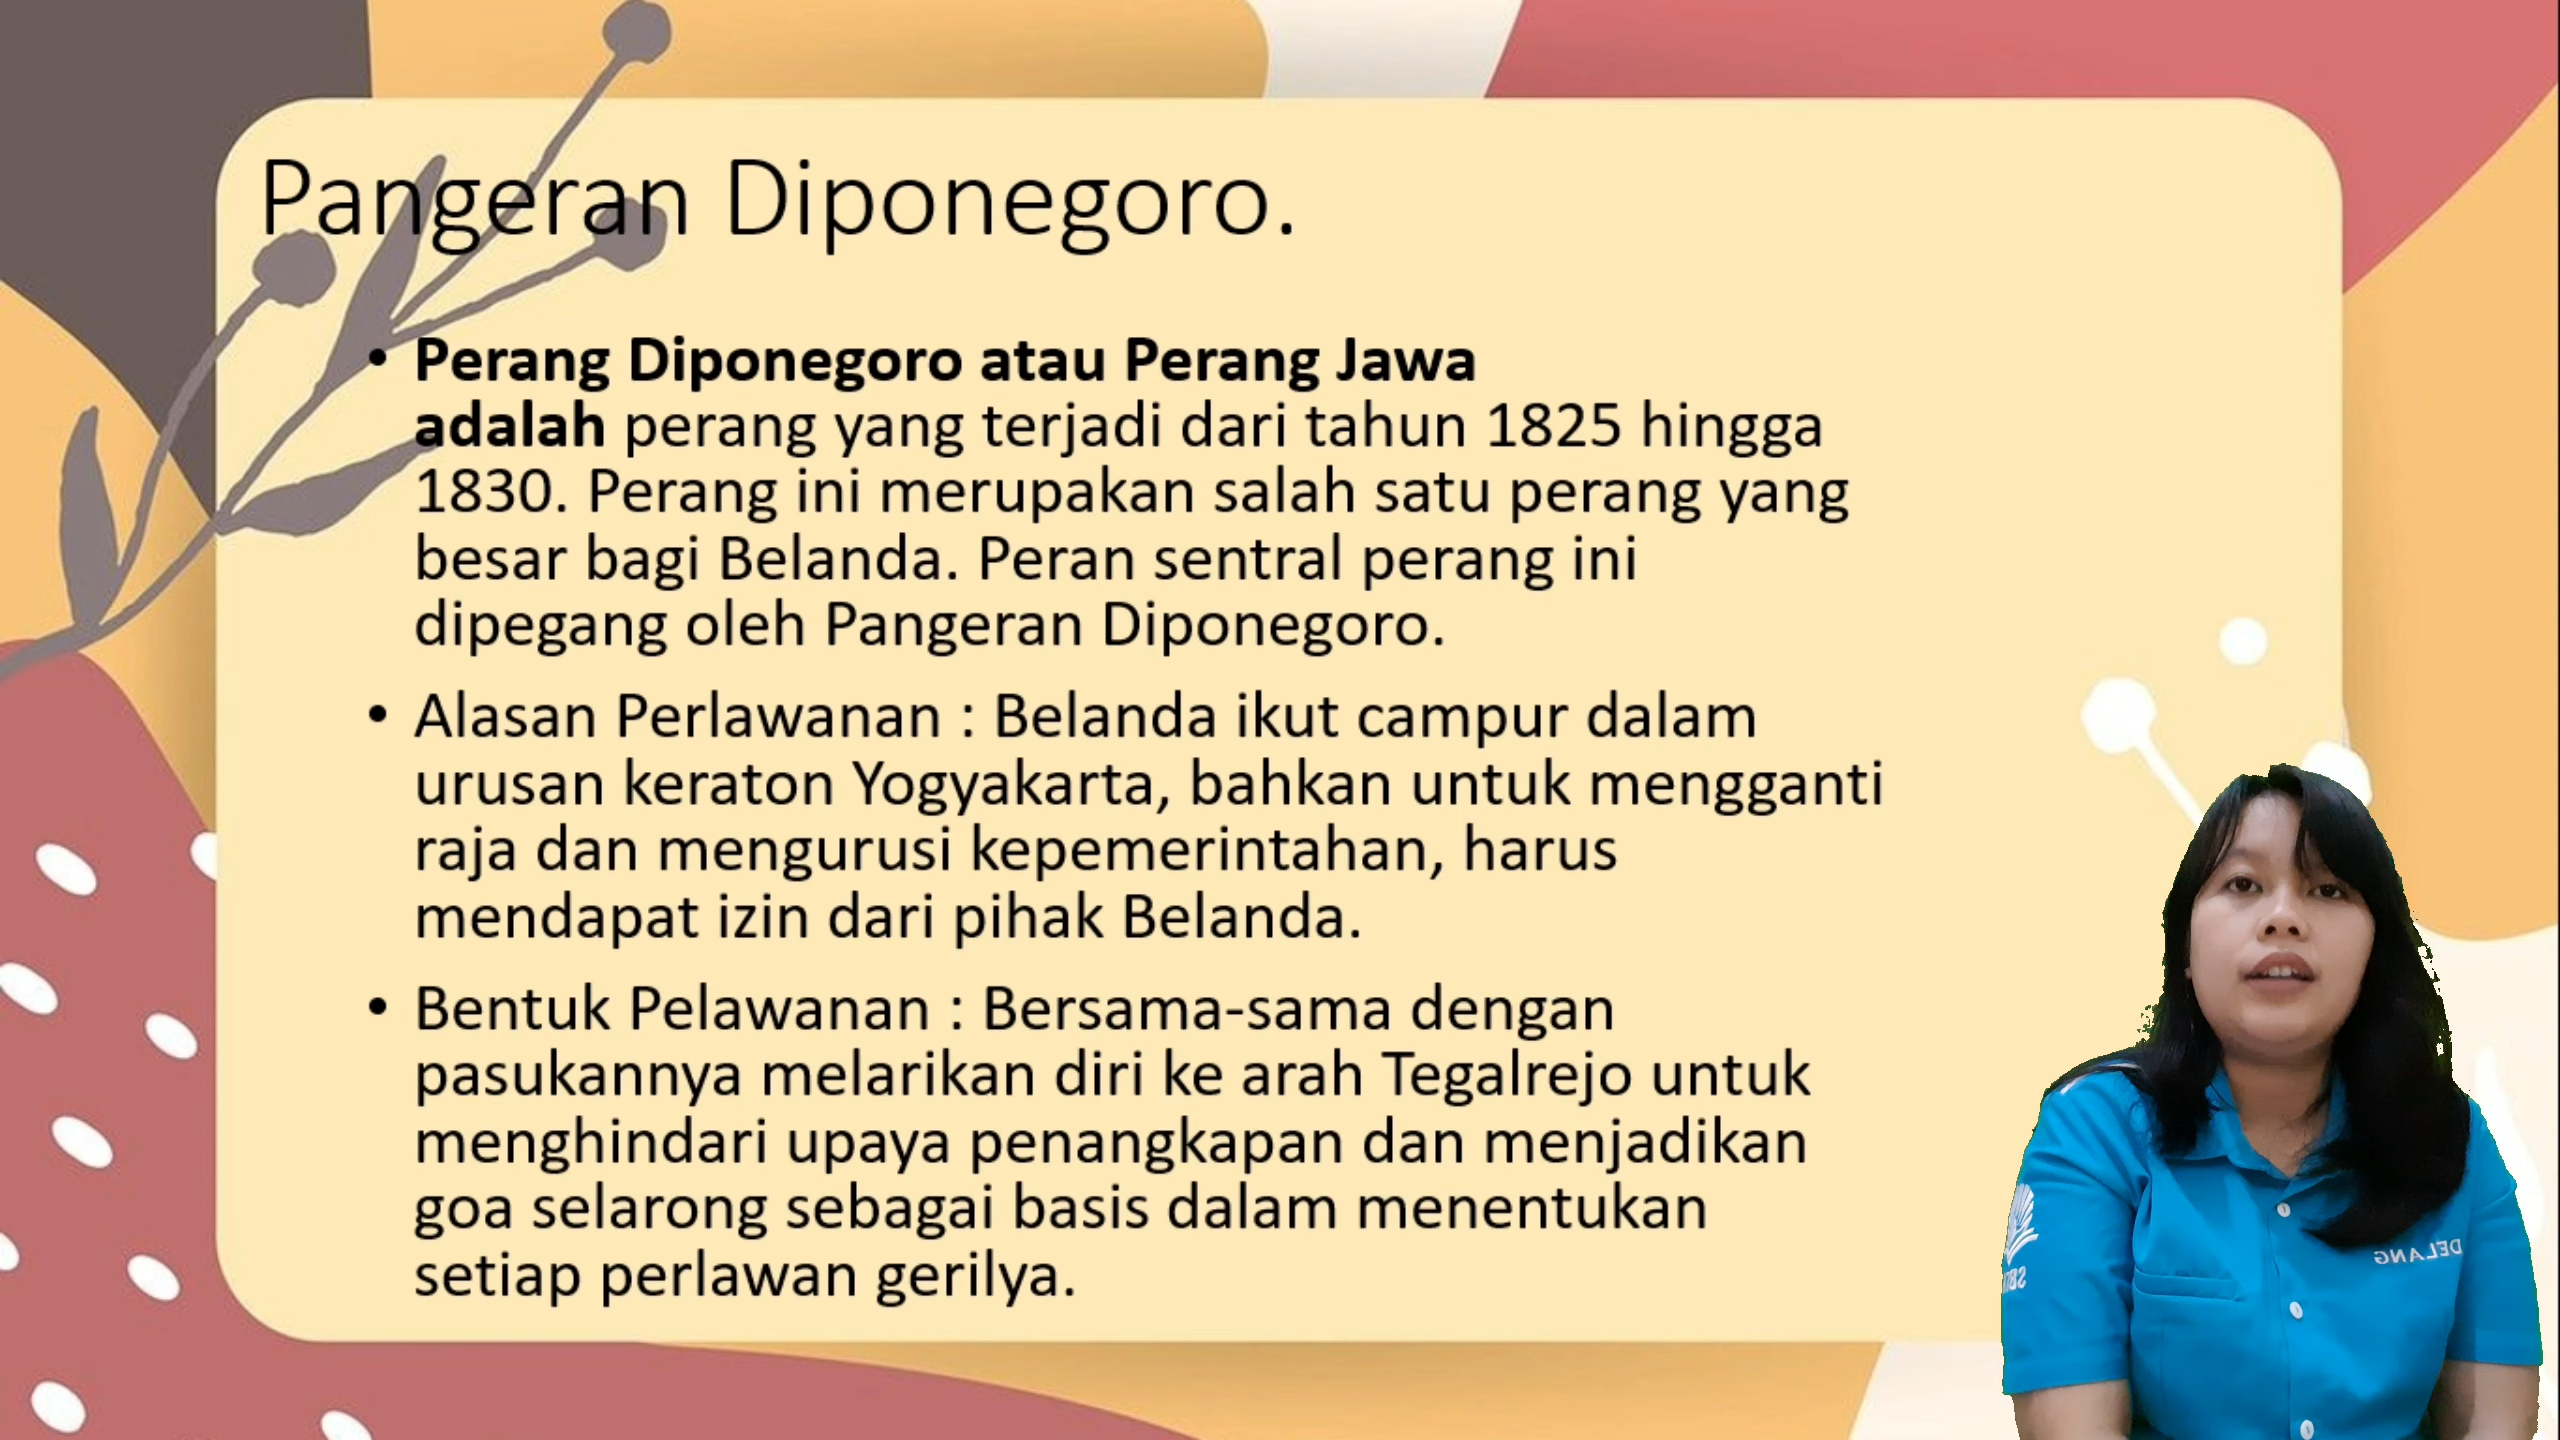 Pangeran Diponegoro.
• Perang Diponegoro atau Perang Jawa
adalah perang yang terjadi dari tahun 1825 hingga
1830. Perang ini merupakan salah satu perang yang
besar bagi Belanda. Peran sentral perang ini
dipegang oleh Pangeran Diponegoro.
• Alasan Perlawanan : Belanda ikut campur dalam
urusan keraton Yogyakarta, bahkan untuk mengganti
raja dan mengurusi kepemerintahan, harus
mendapat izin dari pihak Belanda.
• Bentuk Pelawanan : Bersama-sama dengan
pasukannya melarikan diri ke arah Tegalrejo untuk
menghindari upaya penangkapan dan menjadikan
goa selarong sebagai basis dalam menentukan
setiap perlawan gerilya.
DELANG